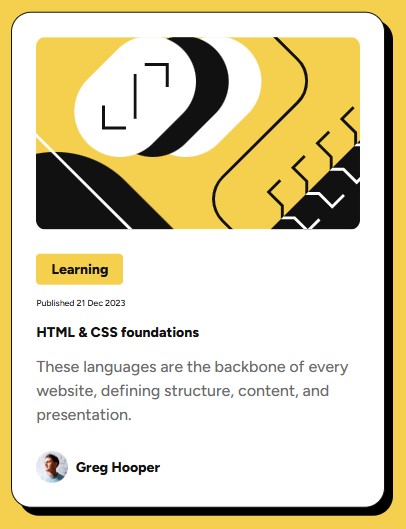 Learning
Published 21 Dec 2023
HTML & CSS foundations
These languages are the backbone of every
website, defining structure, content, and
presentation.
Greg Hooper